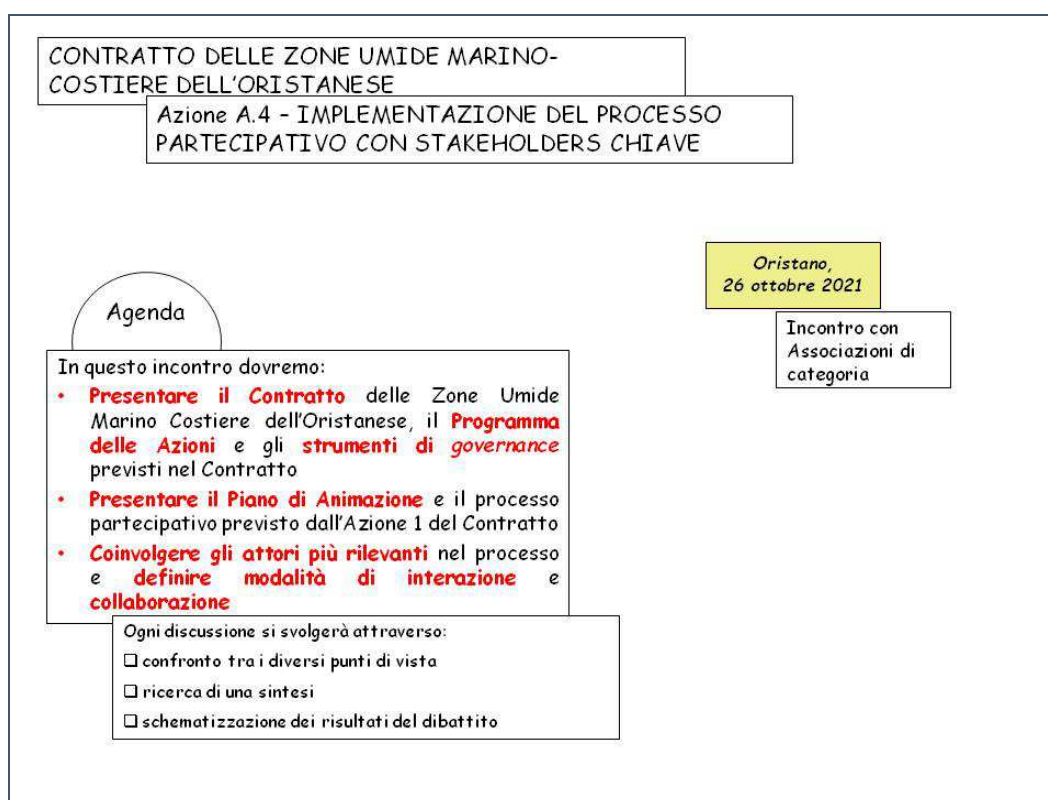 CONTRATTO DELLE ZONE UMIDE MARINO-
COSTIERE DELL'ORISTANESE
Azione A.4 – IMPLEMENTAZIONE DEL PROCESSO
PARTECIPATIVO CON STAKEHOLDERS CHIAVE
Oristano,
26 ottobre 2021
Incontro con
Associazioni di
categoria
Agenda
In questo incontro dovremo:
• Presentare il Contratto delle Zone Umide
Marino Costiere dell'Oristanese, il Programma
delle Azioni e gli strumenti di governance
previsti nel Contratto
• Presentare il Piano di Animazione e il processo
partecipativo previsto dall'Azione 1 del Contratto
• Coinvolgere gli attori più rilevanti nel processo
e definire modalità di interazione e
collaborazione
Ogni discussione si svolgerà attraverso:
❑ confronto tra i diversi punti di vista
❑ ricerca di una sintesi
❑ schematizzazione dei risultati del dibattito